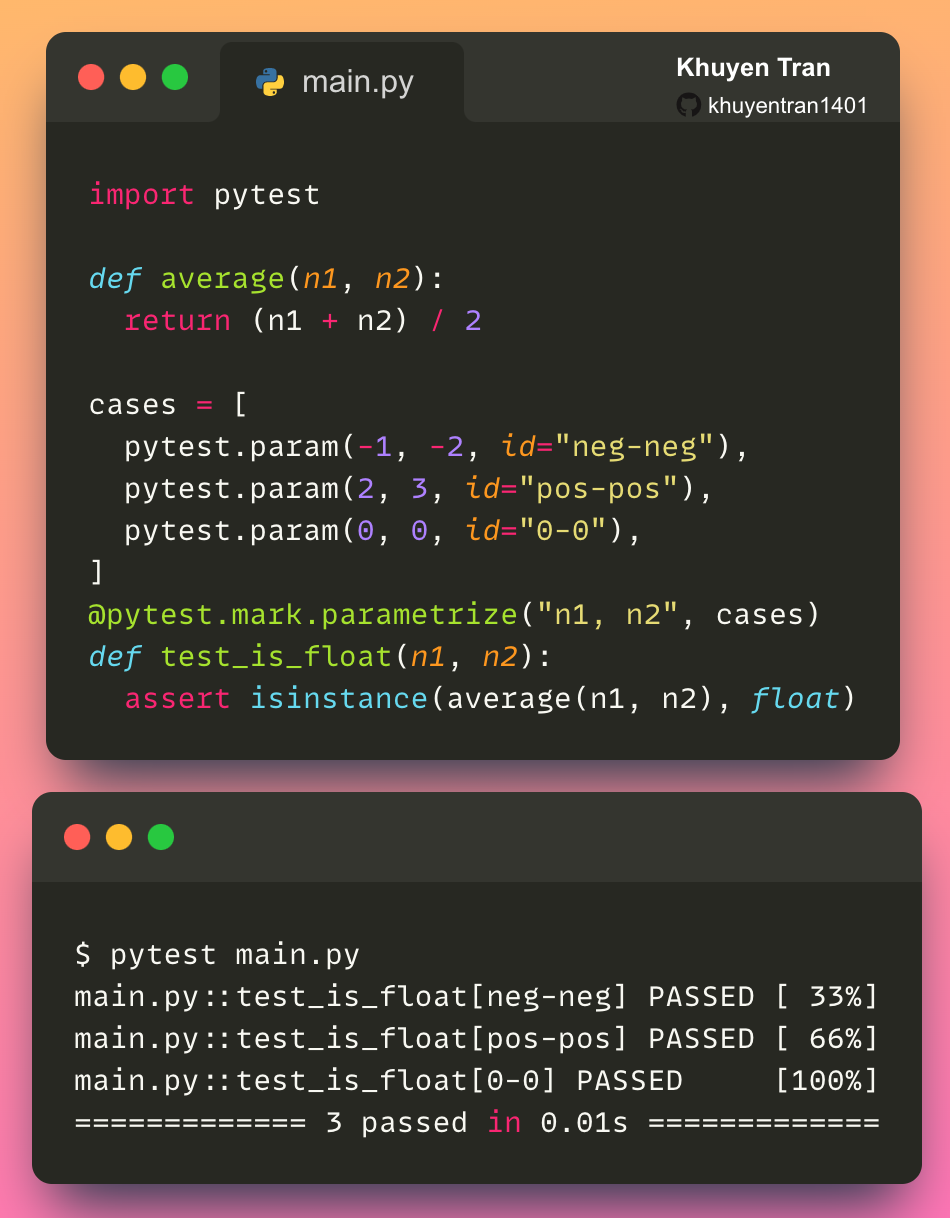 main.py
Khuyen Tran
khuyentran1401
import pytest
def average(n1, n2):
  return (n1 + n2) / 2
cases = [
  pytest.param(-1, -2, id="neg-neg"),
  pytest.param(2, 3, id="pos-pos"),
  pytest.param(0, 0, id="0-0"),
]
@pytest.mark.parametrize("n1, n2", cases)
def test_is_float(n1, n2):
  assert isinstance(average(n1, n2), float)
$ pytest main.py
main.py::test_is_float[neg-neg] PASSED [ 33%]
main.py::test_is_float[pos-pos] PASSED [ 66%]
main.py::test_is_float[0-0] PASSED     [100%]
============= 3 passed in 0.01s =============